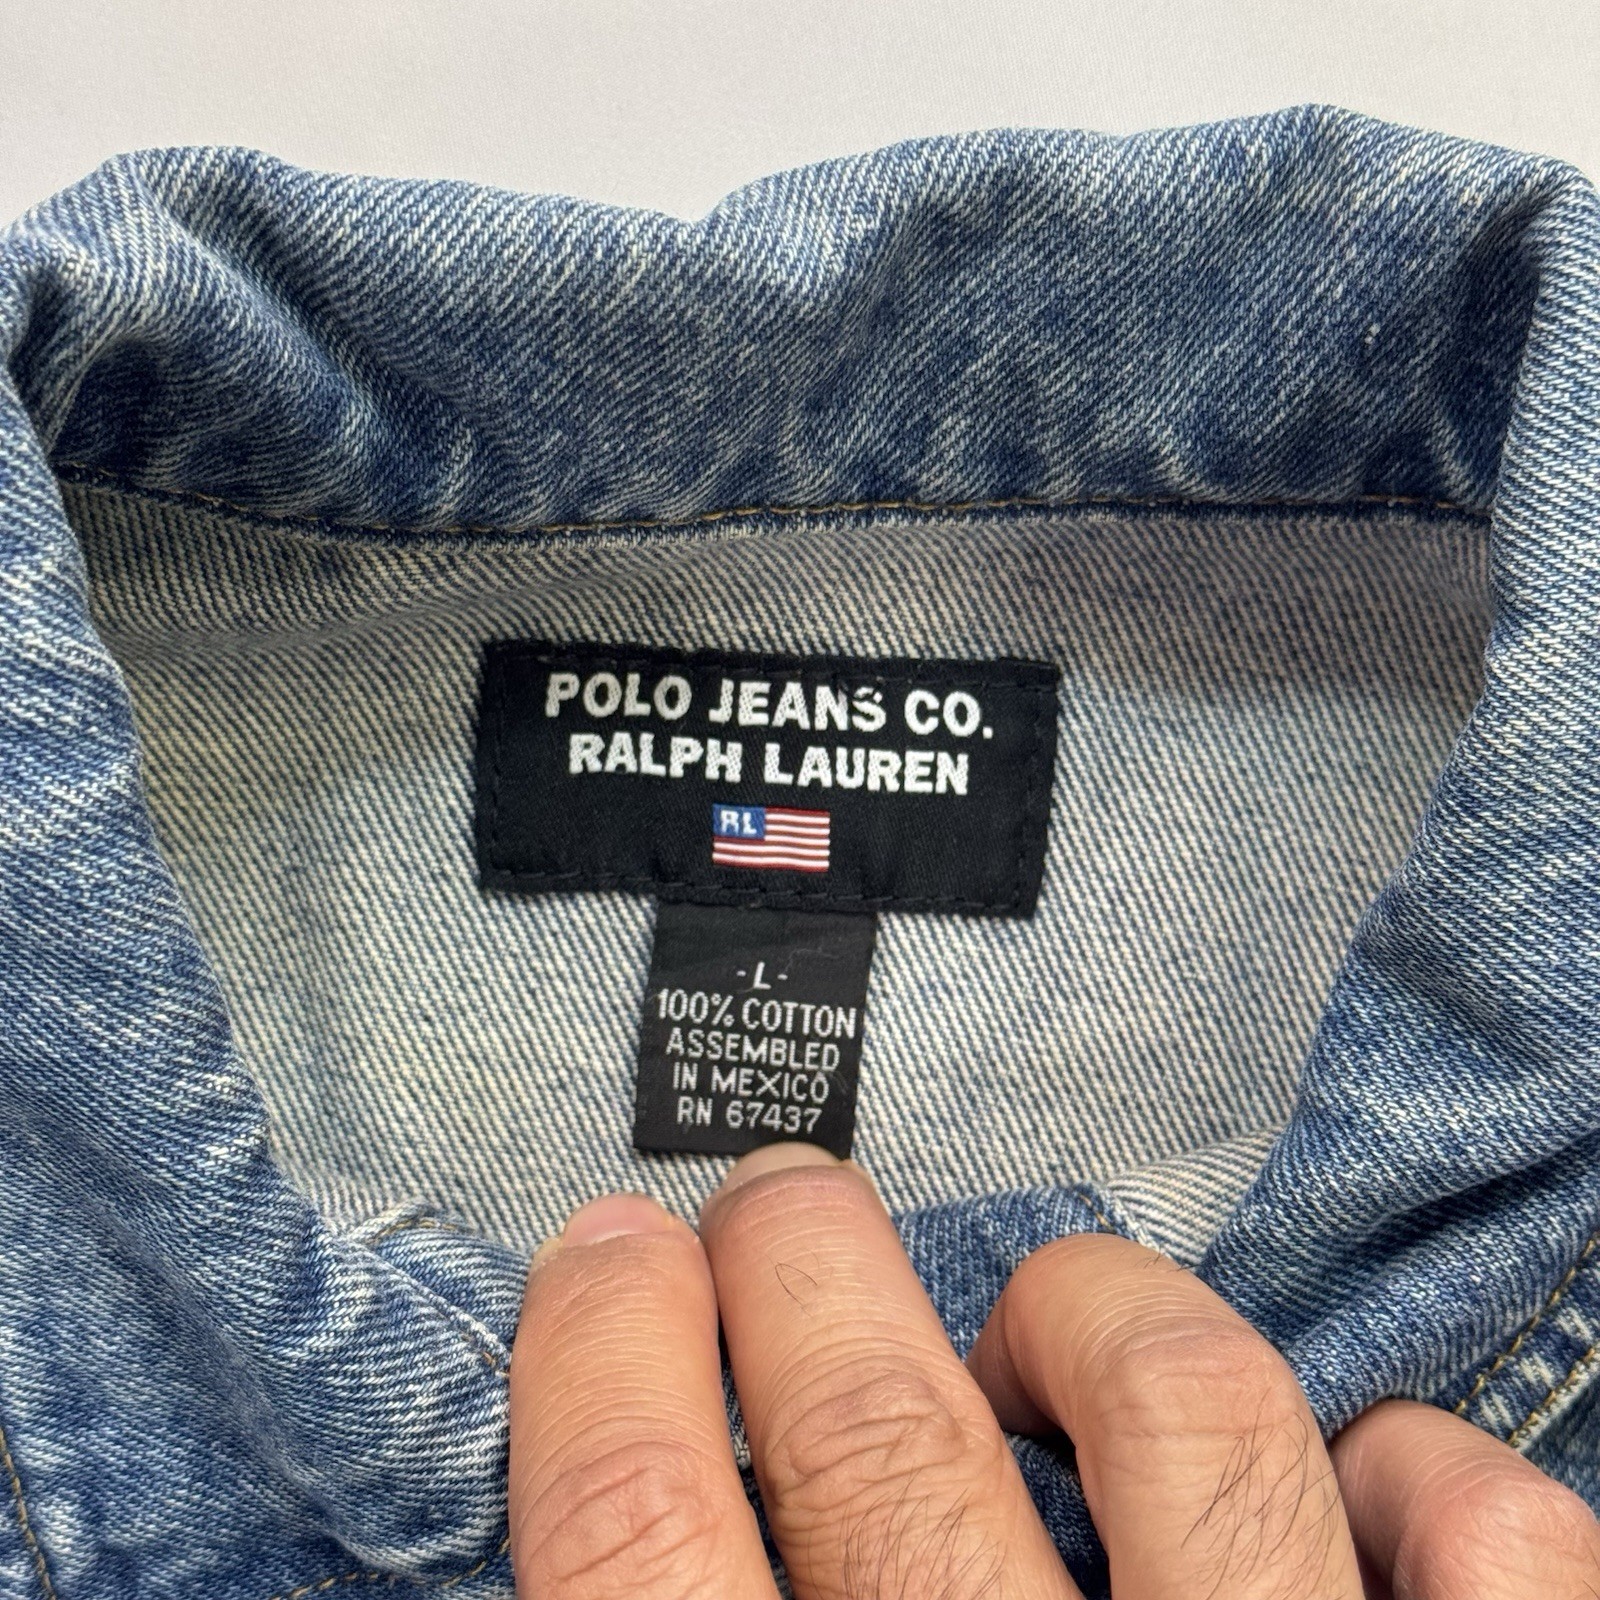 POLO JEANS CO.
RALPH LAUREN
RL
-L-
100% COTTON
ASSEMBLED
IN MEXICO
RN 67437